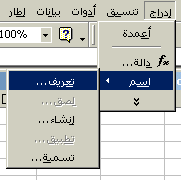 إدراج تنسيق أدوات بيانات إطار
100%
أعمدة
دالة...
اسم
تعريف...
لصق...
إنشاء...
تطبيق...
تسمية...